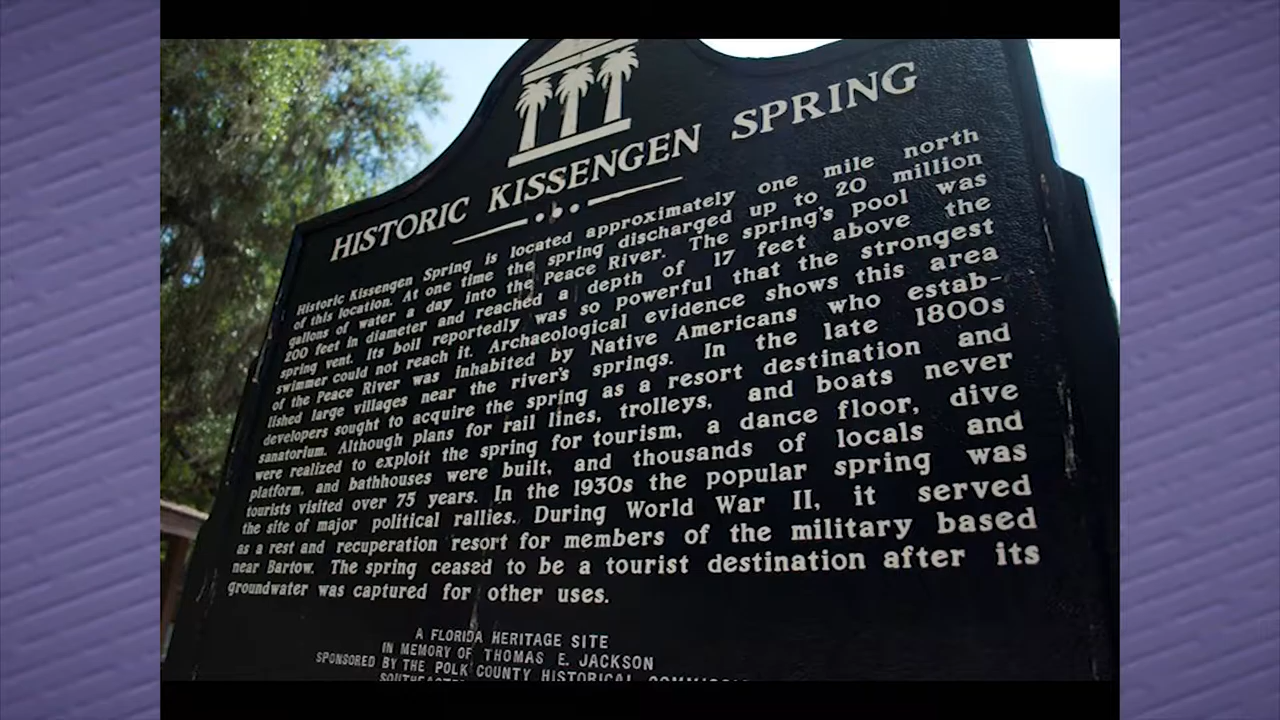 HISTORIC KISSENGEN SPRING
Historic Kissengen Spring is located approximately one mile north
of this location. At one time the spring discharged up to 20 million
gallons of water a day into the Peace River. The spring's pool was
200 feet in diameter and reached a depth of 17 feet above the
spring vent. Its boil reportedly was so powerful that the strongest
swimmer could not reach it. Archaeological evidence shows this area
of the Peace River was inhabited by Native Americans who estab-
lished large villages near the river's springs. In the late 1800s
developers sought to acquire the spring as a resort destination and
sanatorium. Although plans for rail lines, trolleys, and boats never
were realized to exploit the spring for tourism, a dance floor, dive
platform, and bathhouses were built, and thousands of locals and
tourists visited over 75 years. In the 1930s the popular spring was
the site of major political rallies. During World War II, it served
as a rest and recuperation resort for members of the military based
near Bartow. The spring ceased to be a tourist destination after its
groundwater was captured for other uses.
A FLORIDA HERITAGE SITE
IN MEMORY OF THOMAS E. JACKSON
SPONSORED BY THE POLK COUNTY HISTORICAL